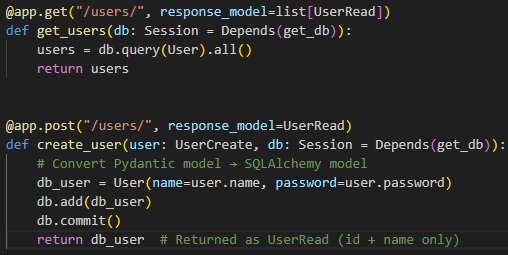 @app.get("/users/", response_model=list[UserRead])
def get_users(db: Session = Depends(get_db)):
    users = db.query(User).all()
    return users
@app.post("/users/", response_model=UserRead)
def create_user(user: UserCreate, db: Session = Depends(get_db)):
    # Convert Pydantic model → SQLAlchemy model
    db_user = User(name=user.name, password=user.password)
    db.add(db_user)
    db.commit()
    return db_user  # Returned as UserRead (id + name only)